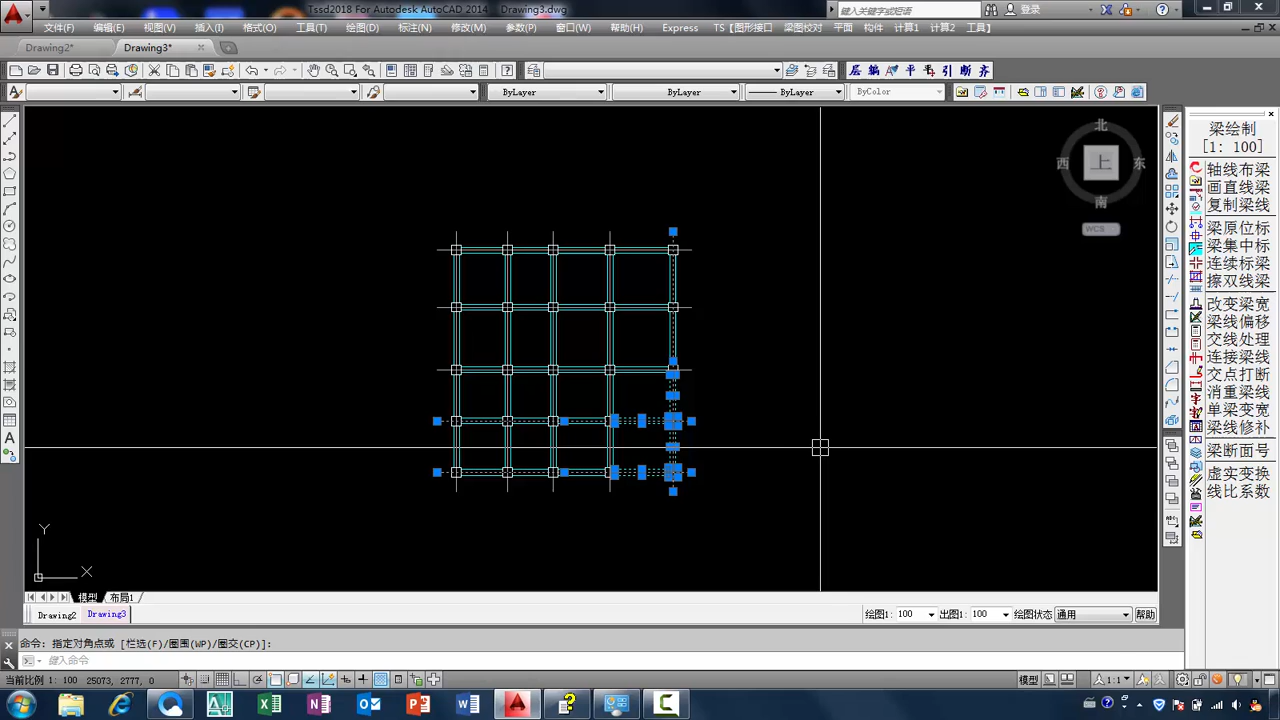 Tssd2018 For Autodesk AutoCAD 2014 Drawing3.dwg
键入关键字或短语
登录
文件(F) 编辑(E) 视图(V) 插入(I) 格式(O) 工具(T) 绘图(D) 标注(N) 修改(M) 参数(P) 窗口(W) 帮助(H) Express TS【图形接口 梁图校对 平面 构件 计算1 计算2 工具】
Drawing2* Drawing3*
ByLayer ByLayer ByLayer ByColor
梁绘制
[1: 100]
轴线布梁
画直线梁
复制梁线
梁原位标
梁集中标
连续标梁
擦双线梁
改变梁宽
梁线偏移
交线处理
连接梁线
交点打断
消重梁线
单梁变宽
梁线修补
梁断面号
虚实变换
线比系数
北
西 上 东
南
WCS
Y
X
模型 布局1
Drawing2 Drawing3
绘图1: 100 出图1: 100 绘图状态 通用 帮助
命令: 指定对角点或 [栏选(F)/圈围(WP)/圈交(CP)]:
键入命令
当前比例 1: 100 25073, 2777, 0
模型
1:1